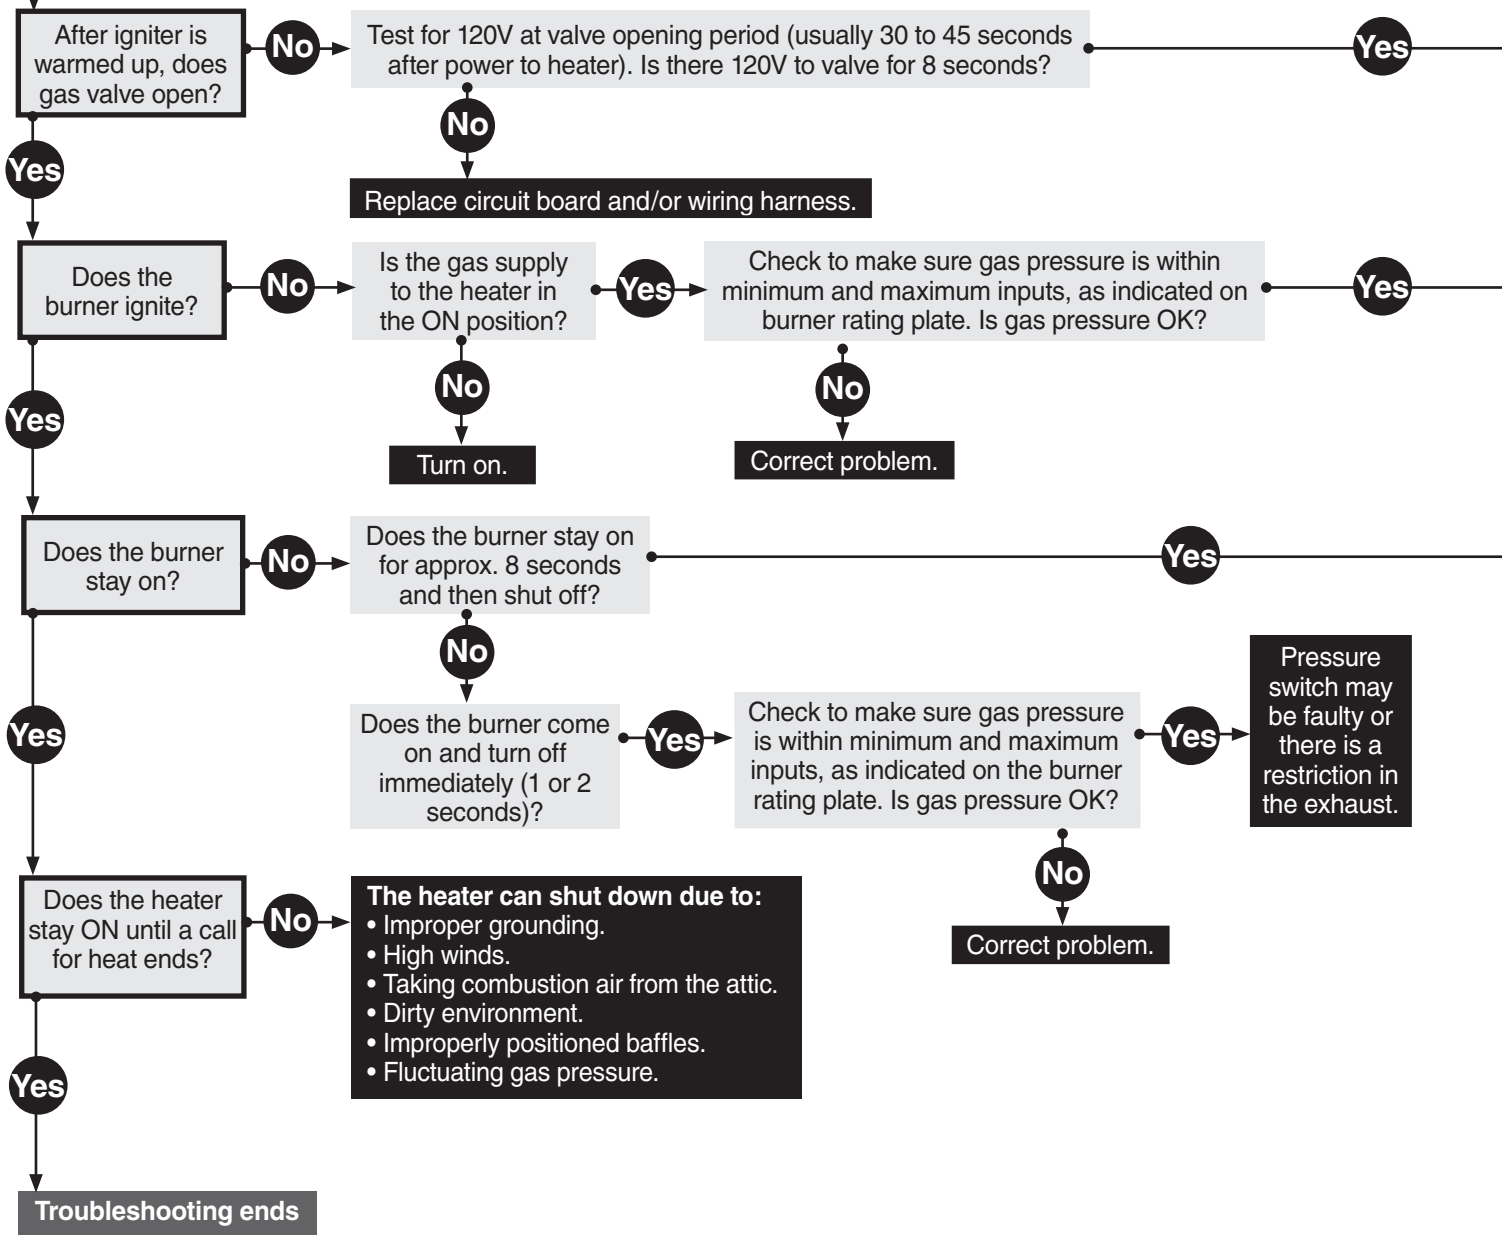 After igniter is
warmed up, does
gas valve open?
No
Test for 120V at valve opening period (usually 30 to 45 seconds
after power to heater). Is there 120V to valve for 8 seconds?
Yes
No
Replace circuit board and/or wiring harness.
Yes
Does the
burner ignite?
No
Is the gas supply
to the heater in
the ON position?
Yes
Check to make sure gas pressure is within
minimum and maximum inputs, as indicated on
burner rating plate. Is gas pressure OK?
Yes
No
Turn on.
No
Correct problem.
Yes
Does the burner
stay on?
No
Does the burner stay on
for approx. 8 seconds
and then shut off?
Yes
No
Does the burner come
on and turn off
immediately (1 or 2
seconds)?
Yes
Check to make sure gas pressure
is within minimum and maximum
inputs, as indicated on the burner
rating plate. Is gas pressure OK?
Yes
Pressure
switch may
be faulty or
there is a
restriction in
the exhaust.
No
Correct problem.
Yes
Does the heater
stay ON until a call
for heat ends?
No
The heater can shut down due to:
• Improper grounding.
• High winds.
• Taking combustion air from the attic.
• Dirty environment.
• Improperly positioned baffles.
• Fluctuating gas pressure.
Yes
Troubleshooting ends